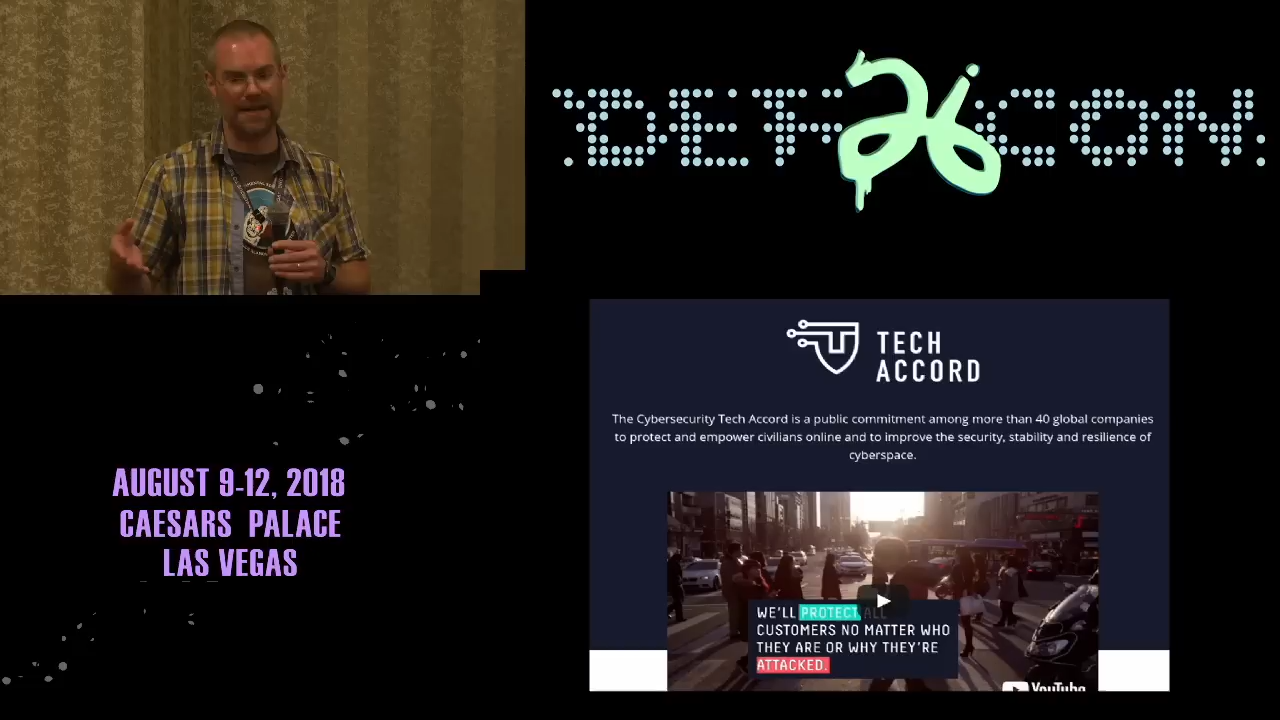 DEF 26 CON
TECH
ACCORD
The Cybersecurity Tech Accord is a public commitment among more than 40 global companies
to protect and empower civilians online and to improve the security, stability and resilience of
cyberspace.
WE'LL PROTECT ALL
CUSTOMERS NO MATTER WHO
THEY ARE OR WHY THEY'RE
ATTACKED.
YouTube
AUGUST 9-12, 2018
CAESARS PALACE
LAS VEGAS